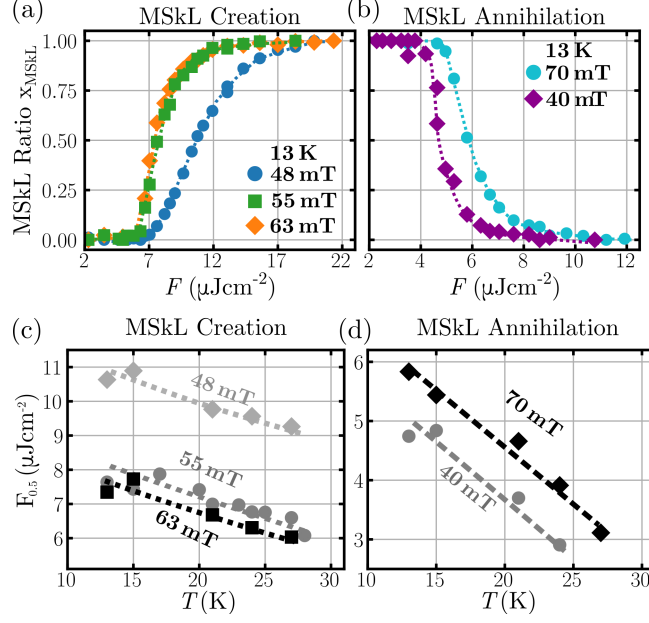 (a) MSkL Creation
MSkL Ratio x_MSkL
1.00
0.75
0.50
0.25
0.00
13 K
48 mT
55 mT
63 mT
2 7 12 17 22
F (μJcm⁻²)
(b) MSkL Annihilation
13 K
70 mT
40 mT
2 4 6 8 10 12
F (μJcm⁻²)
(c) MSkL Creation
F₀.₅ (μJcm⁻²)
11
10
9
8
7
6
48 mT
55 mT
63 mT
10 15 20 25 30
T (K)
(d) MSkL Annihilation
6
5
4
3
70 mT
40 mT
10 15 20 25 30
T (K)